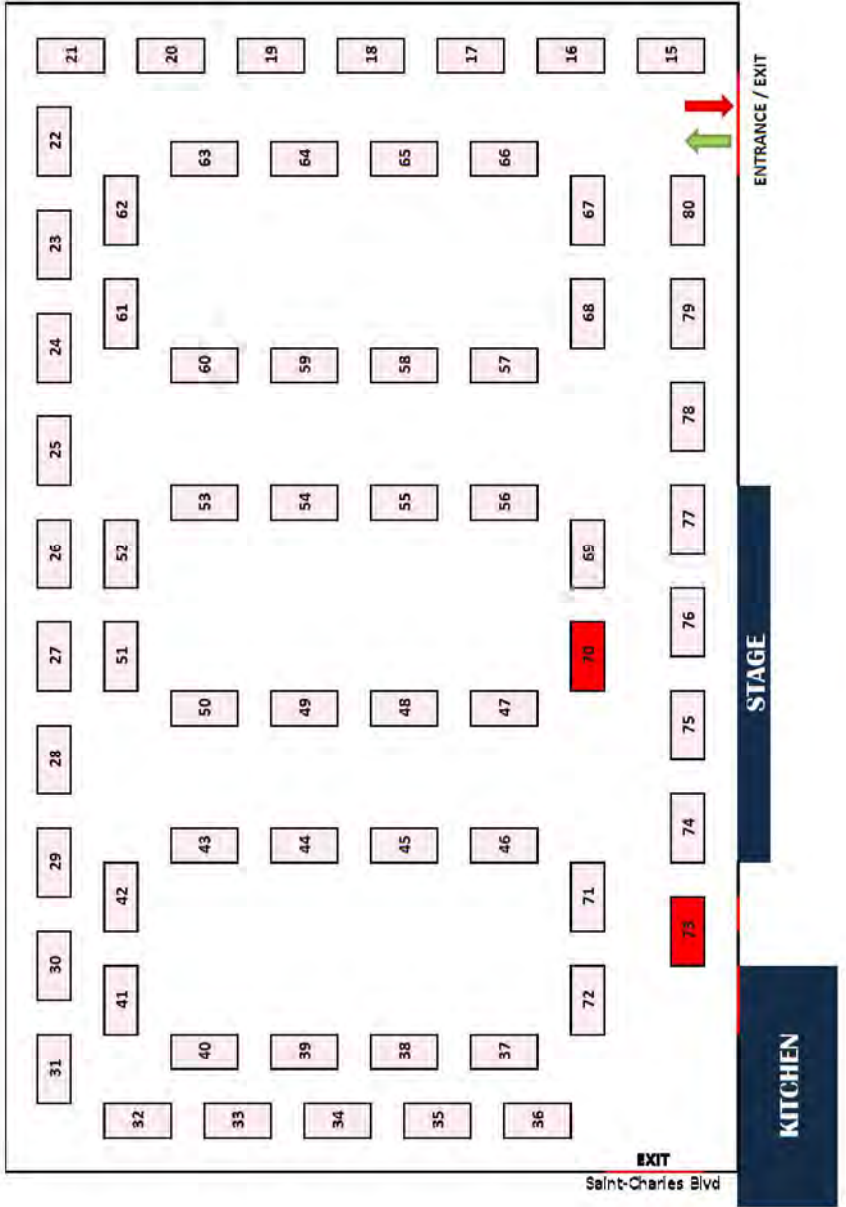 21 20 19 18 17 16 15
ENTRANCE / EXIT
22
63 64 65 66
62 67 80
23
61 68 79
24
60 59 58 57
25 78
53 54 55 56
26 52 69 77
27 51 70 76
STAGE
50 49 48 47
28 75
43 44 45 46
29 74
42 71
73
30
41 72
40 39 38 37
31
KITCHEN
32 33 34 35 36
EXIT
Saint-Charles Blvd